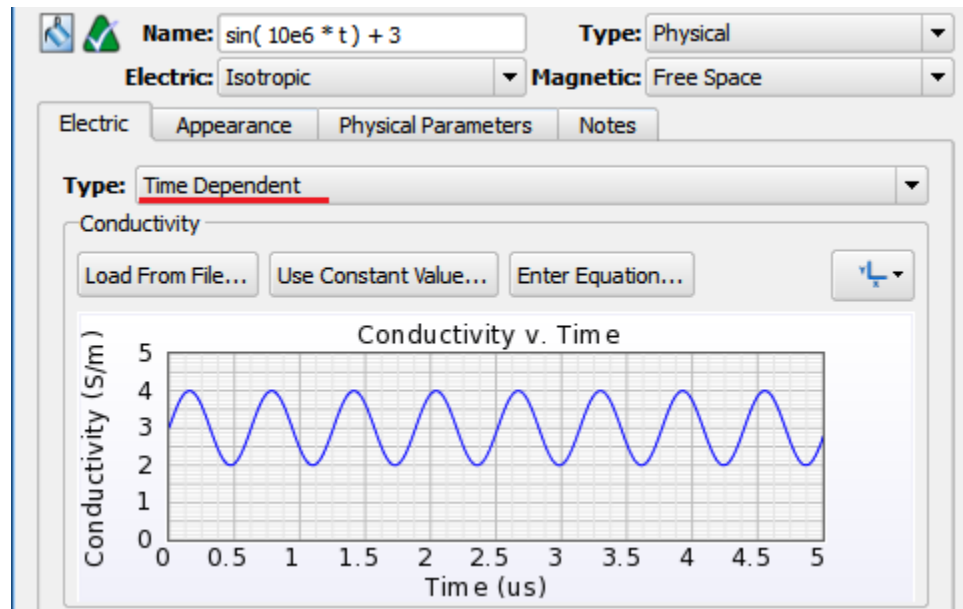 Name: sin( 10e6 * t ) + 3 Type: Physical
Electric: Isotropic Magnetic: Free Space
Electric Appearance Physical Parameters Notes
Type: Time Dependent
Conductivity
Load From File... Use Constant Value... Enter Equation... Y X
Conductivity v. Time
Conductivity (S/m)
5
4
3
2
1
0
0 0.5 1 1.5 2 2.5 3 3.5 4 4.5 5
Time (us)